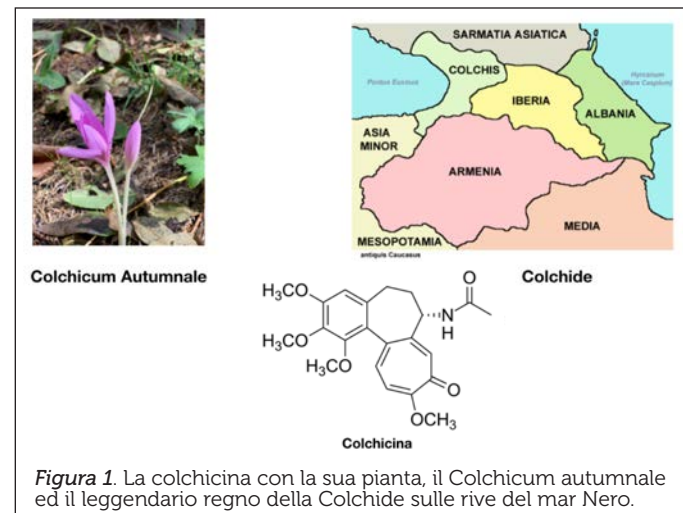 SARMATIA ASIATICA
COLCHIS
Pontus Euxinus
Hyrcanum
(Mare Caspium)
IBERIA
ALBANIA
ASIA
MINOR
ARMENIA
MEDIA
MESOPOTAMIA
antiquis Caucasus
Colchicum Autumnale
Colchide
H₃CO
H₃CO
H₃CO
O
N
H
O
OCH₃
Colchicina
Figura 1. La colchicina con la sua pianta, il Colchicum autumnale
ed il leggendario regno della Colchide sulle rive del mar Nero.